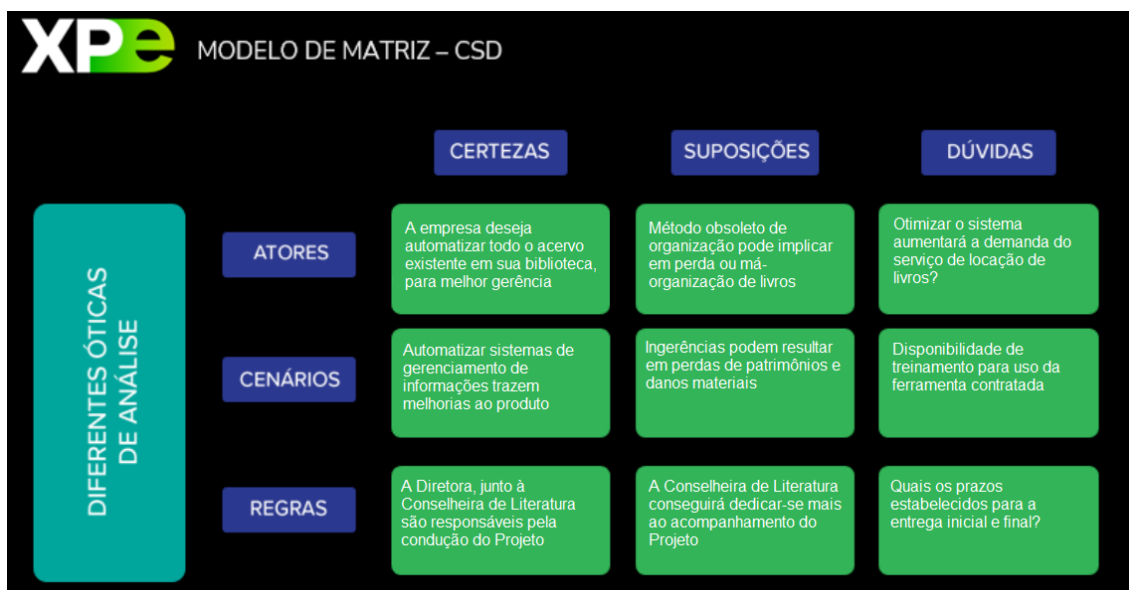 XPe
MODELO DE MATRIZ – CSD
CERTEZAS
SUPOSIÇÕES
DÚVIDAS
DIFERENTES ÓTICAS
DE ANÁLISE
ATORES
A empresa deseja
automatizar todo o acervo
existente em sua biblioteca,
para melhor gerência
Método obsoleto de
organização pode implicar
em perda ou má-
organização de livros
Otimizar o sistema
aumentará a demanda do
serviço de locação de
livros?
CENÁRIOS
Automatizar sistemas de
gerenciamento de
informações trazem
melhorias ao produto
Ingerências podem resultar
em perdas de patrimônios e
danos materiais
Disponibilidade de
treinamento para uso da
ferramenta contratada
REGRAS
A Diretora, junto à
Conselheira de Literatura
são responsáveis pela
condução do Projeto
A Conselheira de Literatura
conseguirá dedicar-se mais
ao acompanhamento do
Projeto
Quais os prazos
estabelecidos para a
entrega inicial e final?